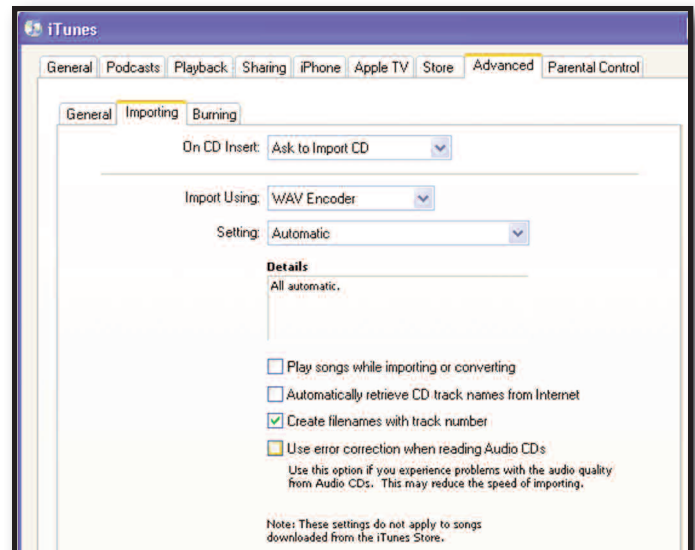 iTunes
General Podcasts Playback Sharing iPhone Apple TV Store Advanced Parental Control
General Importing Burning
On CD Insert: Ask to Import CD
Import Using: WAV Encoder
Setting: Automatic
Details
All automatic.
Play songs while importing or converting
Automatically retrieve CD track names from Internet
Create filenames with track number
Use error correction when reading Audio CDs
Use this option if you experience problems with the audio quality
from Audio CDs. This may reduce the speed of importing.
Note: These settings do not apply to songs
downloaded from the iTunes Store.